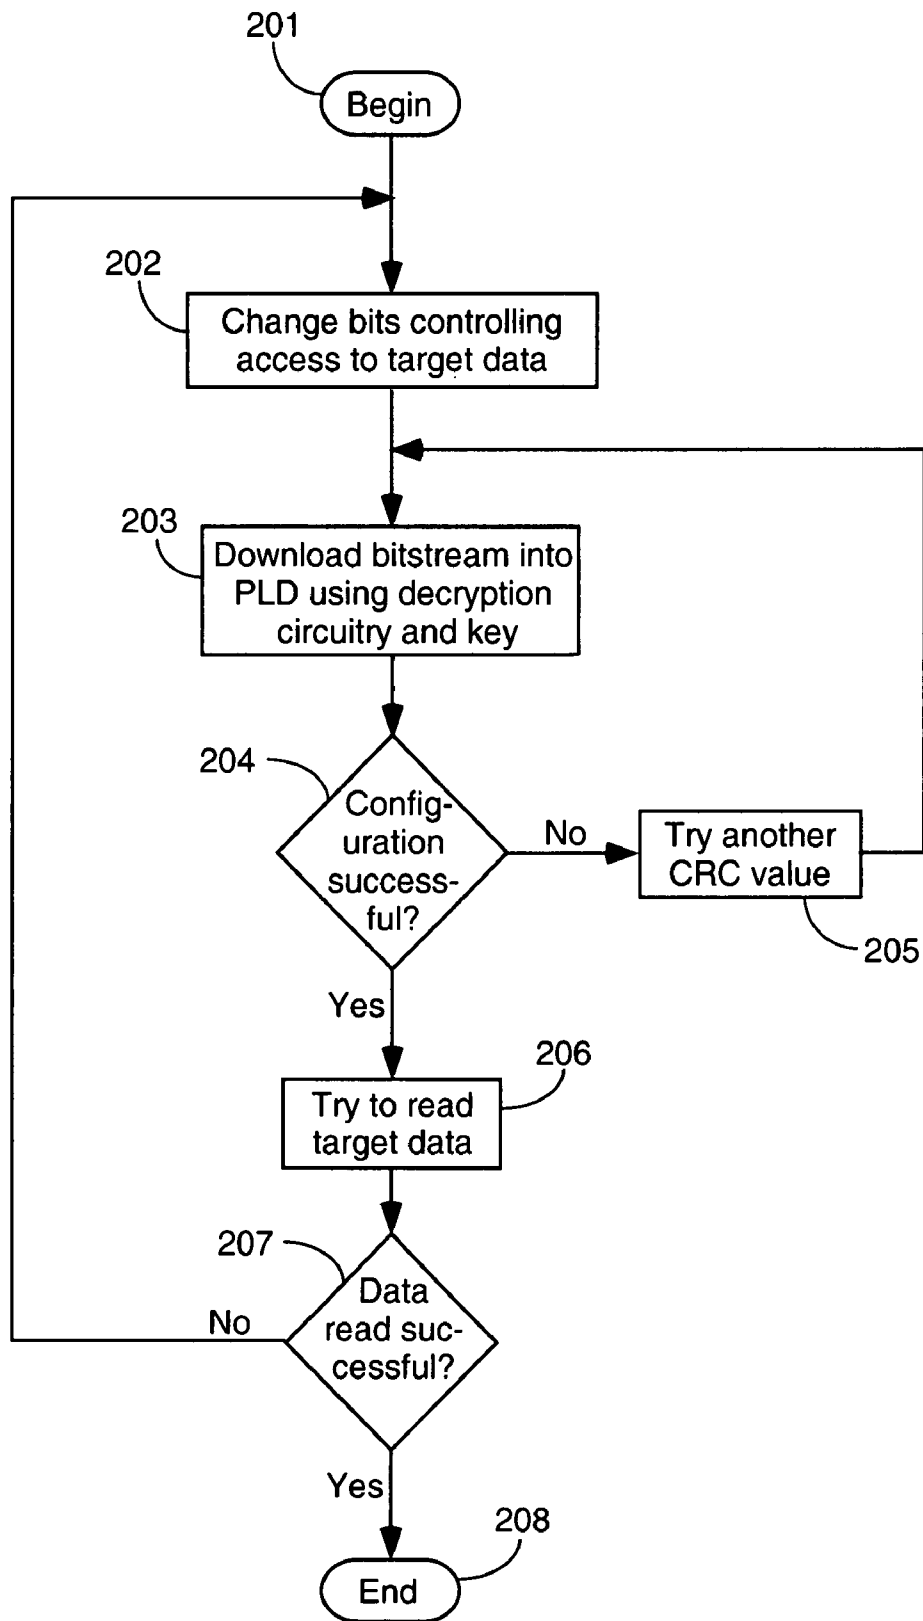 201
Begin
202
Change bits controlling
access to target data
203
Download bitstream into
PLD using decryption
circuitry and key
204
Config-
uration
success-
ful?
No
Try another
CRC value
205
Yes
206
Try to read
target data
207
Data
read suc-
cessful?
No
Yes
208
End